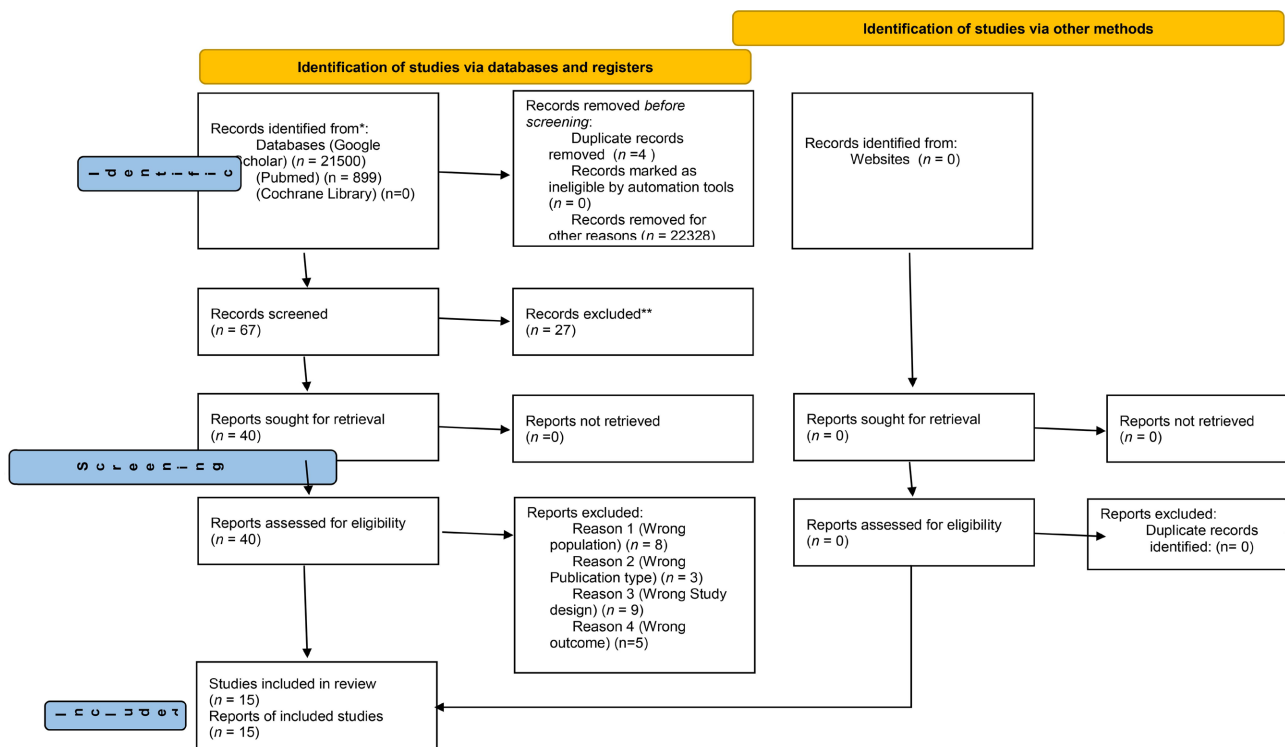 Identification of studies via other methods
Identification of studies via databases and registers
Records identified from*:
Databases (Google
Scholar) (n = 21500)
(Pubmed) (n = 899)
(Cochrane Library) (n=0)
Records removed before
screening:
Duplicate records
removed (n =4 )
Records marked as
ineligible by automation tools
(n = 0)
Records removed for
other reasons (n = 22328)
Records identified from:
Websites (n = 0)
Identific
Records screened
(n = 67)
Records excluded**
(n = 27)
Reports sought for retrieval
(n = 40)
Reports not retrieved
(n =0)
Reports sought for retrieval
(n = 0)
Reports not retrieved
(n = 0)
Screening
Reports assessed for eligibility
(n = 40)
Reports excluded:
Reason 1 (Wrong
population) (n = 8)
Reason 2 (Wrong
Publication type) (n = 3)
Reason 3 (Wrong Study
design) (n = 9)
Reason 4 (Wrong
outcome) (n=5)
Reports assessed for eligibility
(n = 0)
Reports excluded:
Duplicate records
identified: (n= 0)
Studies included in review
(n = 15)
Reports of included studies
(n = 15)
Included